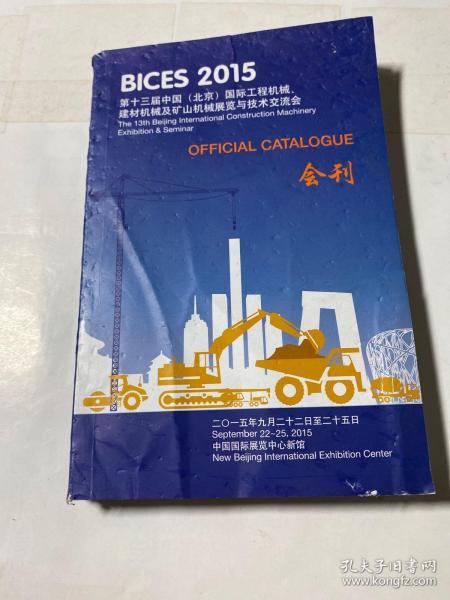 BICES 2015
第十三届中国（北京）国际工程机械、
建材机械及矿山机械展览与技术交流会
The 13th Beijing International Construction Machinery
Exhibition & Seminar
OFFICIAL CATALOGUE
会刊
二〇一五年九月二十二日至二十五日
September 22~25, 2015
中国国际展览中心新馆
New Beijing International Exhibition Center
孔夫子旧书网
www.kongfz.com